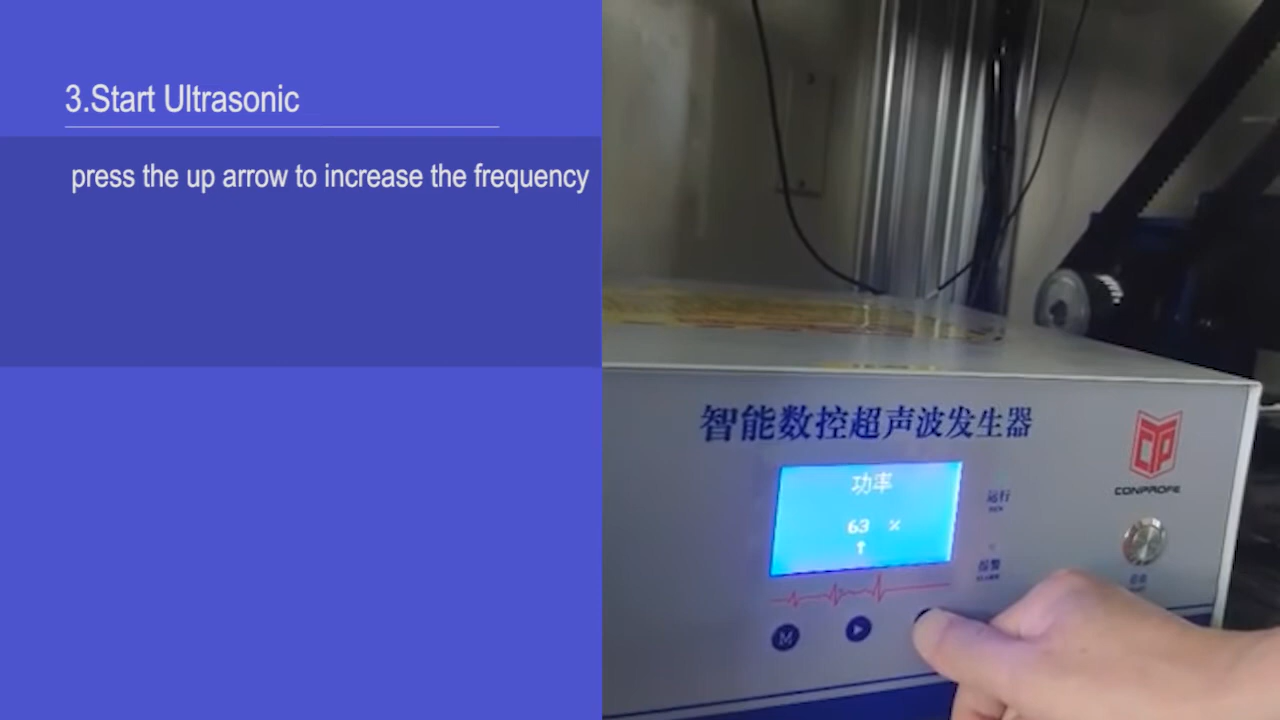 3.Start Ultrasonic
press the up arrow to increase the frequency
智能数控超声波发生器
功率
63 %
↑
运行
报警
CONPROFE
M